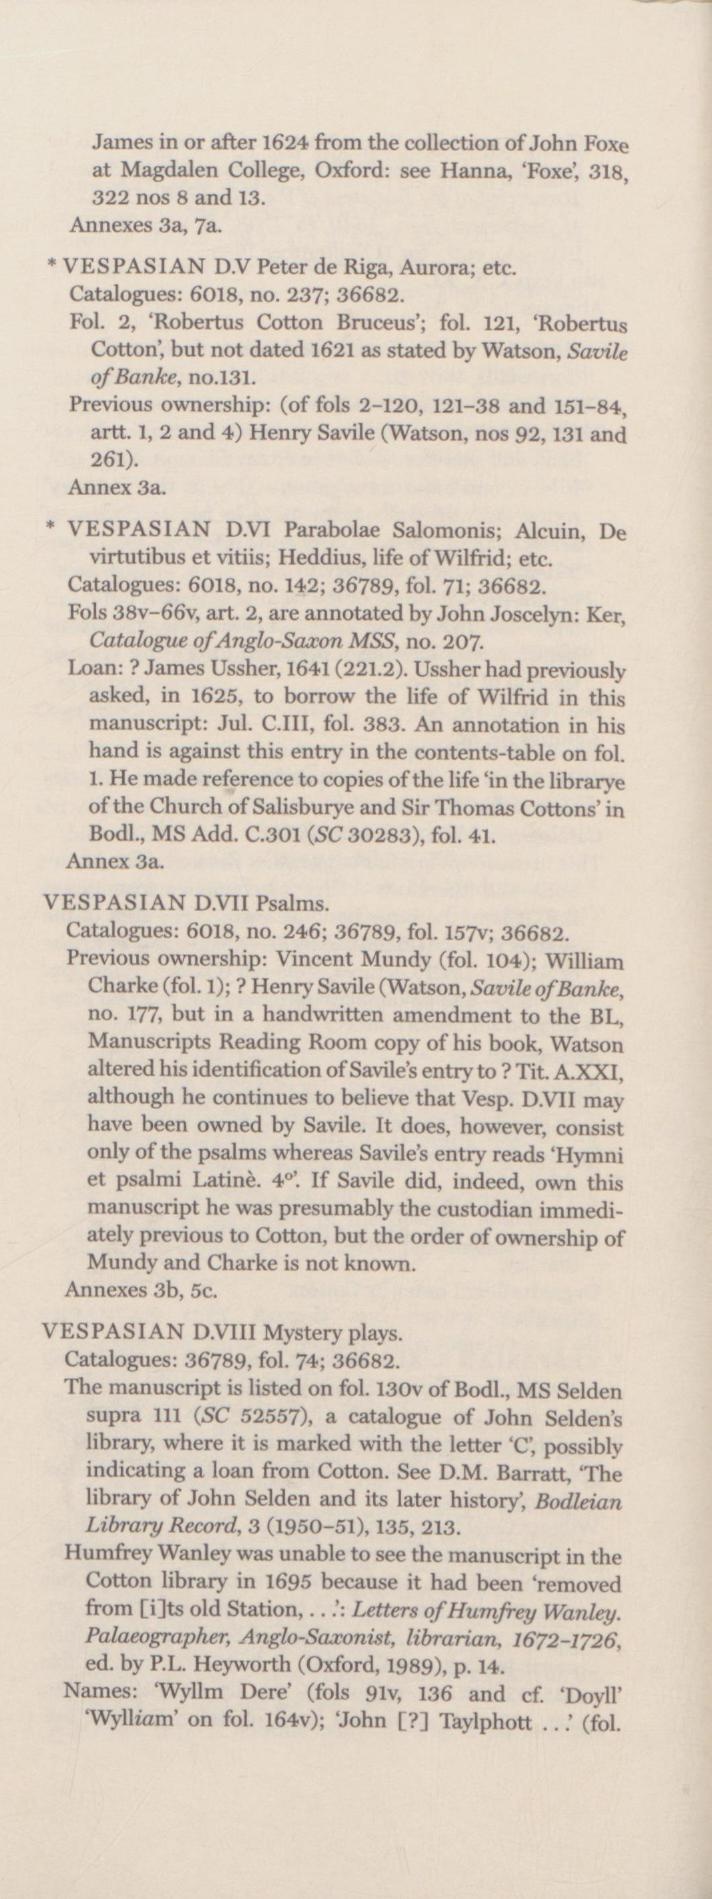 James in or after 1624 from the collection of John Foxe
at Magdalen College, Oxford: see Hanna, ‘Foxe’, 318,
322 nos 8 and 13.
Annexes 3a, 7a.
* VESPASIAN D.V Peter de Riga, Aurora; etc.
Catalogues: 6018, no. 237; 36682.
Fol. 2, ‘Robertus Cotton Bruceus’; fol. 121, ‘Robertus
Cotton’, but not dated 1621 as stated by Watson, Savile
of Banke, no.131.
Previous ownership: (of fols 2–120, 121–38 and 151–84,
artt. 1, 2 and 4) Henry Savile (Watson, nos 92, 131 and
261).
Annex 3a.
* VESPASIAN D.VI Parabolae Salomonis; Alcuin, De
virtutibus et vitiis; Heddius, life of Wilfrid; etc.
Catalogues: 6018, no. 142; 36789, fol. 71; 36682.
Fols 38v–66v, art. 2, are annotated by John Joscelyn: Ker,
Catalogue of Anglo-Saxon MSS, no. 207.
Loan: ? James Ussher, 1641 (221.2). Ussher had previously
asked, in 1625, to borrow the life of Wilfrid in this
manuscript: Jul. C.III, fol. 383. An annotation in his
hand is against this entry in the contents-table on fol.
1. He made reference to copies of the life ‘in the librarye
of the Church of Salisburye and Sir Thomas Cottons’ in
Bodl., MS Add. C.301 (SC 30283), fol. 41.
Annex 3a.
VESPASIAN D.VII Psalms.
Catalogues: 6018, no. 246; 36789, fol. 157v; 36682.
Previous ownership: Vincent Mundy (fol. 104); William
Charke (fol. 1); ? Henry Savile (Watson, Savile of Banke,
no. 177, but in a handwritten amendment to the BL,
Manuscripts Reading Room copy of his book, Watson
altered his identification of Savile’s entry to ? Tit. A.XXI,
although he continues to believe that Vesp. D.VII may
have been owned by Savile. It does, however, consist
only of the psalms whereas Savile’s entry reads ‘Hymni
et psalmi Latinè. 4º’. If Savile did, indeed, own this
manuscript he was presumably the custodian immedi-
ately previous to Cotton, but the order of ownership of
Mundy and Charke is not known.
Annexes 3b, 5c.
VESPASIAN D.VIII Mystery plays.
Catalogues: 36789, fol. 74; 36682.
The manuscript is listed on fol. 130v of Bodl., MS Selden
supra 111 (SC 52557), a catalogue of John Selden’s
library, where it is marked with the letter ‘C’, possibly
indicating a loan from Cotton. See D.M. Barratt, ‘The
library of John Selden and its later history’, Bodleian
Library Record, 3 (1950–51), 135, 213.
Humfrey Wanley was unable to see the manuscript in the
Cotton library in 1695 because it had been ‘removed
from [i]ts old Station, . . .’: Letters of Humfrey Wanley.
Palaeographer, Anglo-Saxonist, librarian, 1672–1726,
ed. by P.L. Heyworth (Oxford, 1989), p. 14.
Names: ‘Wyllm Dere’ (fols 91v, 136 and cf. ‘Doyll’
‘Wylliam’ on fol. 164v); ‘John [?] Taylphott . . .’ (fol.